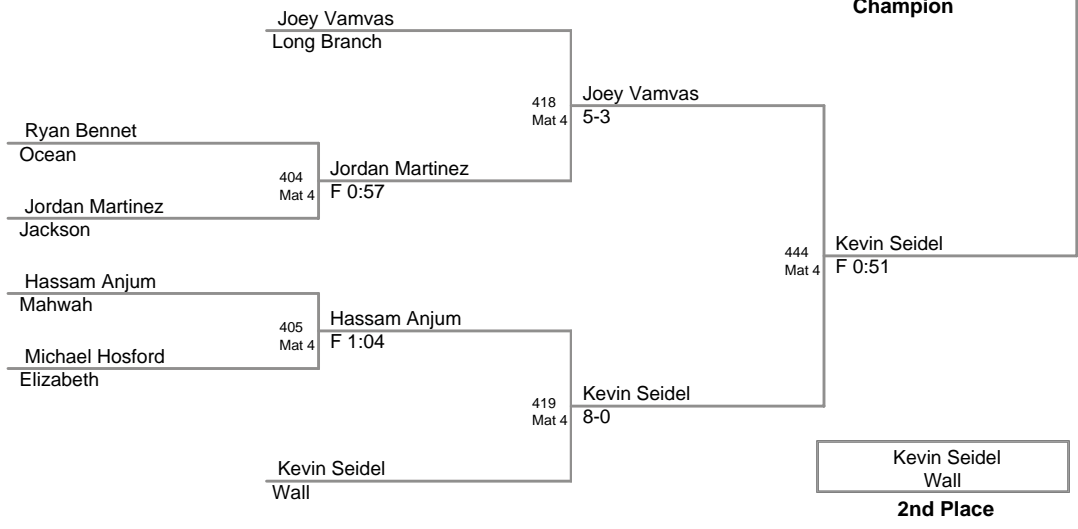 Champion
Joey Vamvas
Long Branch
418
Mat 4
Joey Vamvas
5-3
Ryan Bennet
Ocean
404
Mat 4
Jordan Martinez
F 0:57
Jordan Martinez
Jackson
444
Mat 4
Kevin Seidel
F 0:51
Hassam Anjum
Mahwah
405
Mat 4
Hassam Anjum
F 1:04
Michael Hosford
Elizabeth
419
Mat 4
Kevin Seidel
8-0
Kevin Seidel
Wall
Kevin Seidel
Wall
2nd Place